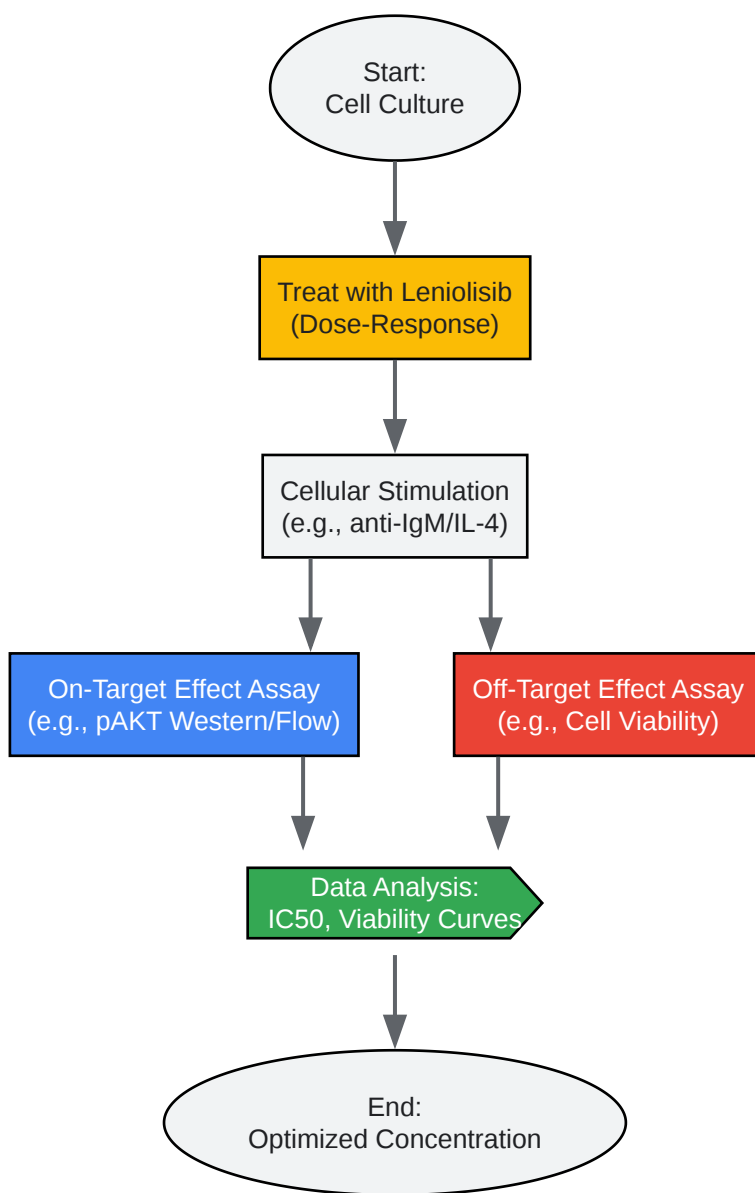 Start:
Cell Culture
Treat with Leniolisib
(Dose-Response)
Cellular Stimulation
(e.g., anti-IgM/IL-4)
On-Target Effect Assay
(e.g., pAKT Western/Flow)
Off-Target Effect Assay
(e.g., Cell Viability)
Data Analysis:
IC50, Viability Curves
End:
Optimized Concentration